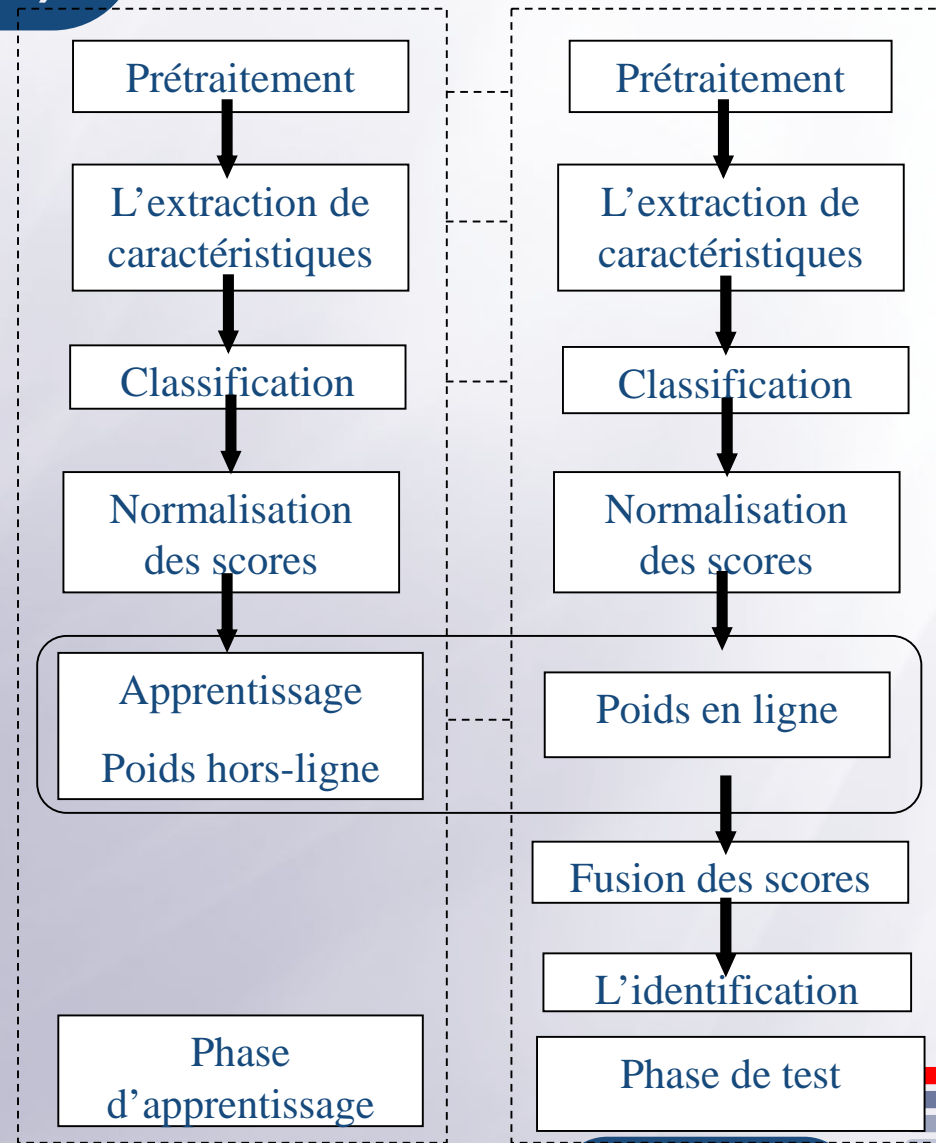 Prétraitement
L’extraction de
caractéristiques
Classification
Normalisation
des scores
Apprentissage
Poids hors-ligne
Phase
d’apprentissage
Prétraitement
L’extraction de
caractéristiques
Classification
Normalisation
des scores
Poids en ligne
Fusion des scores
L’identification
Phase de test